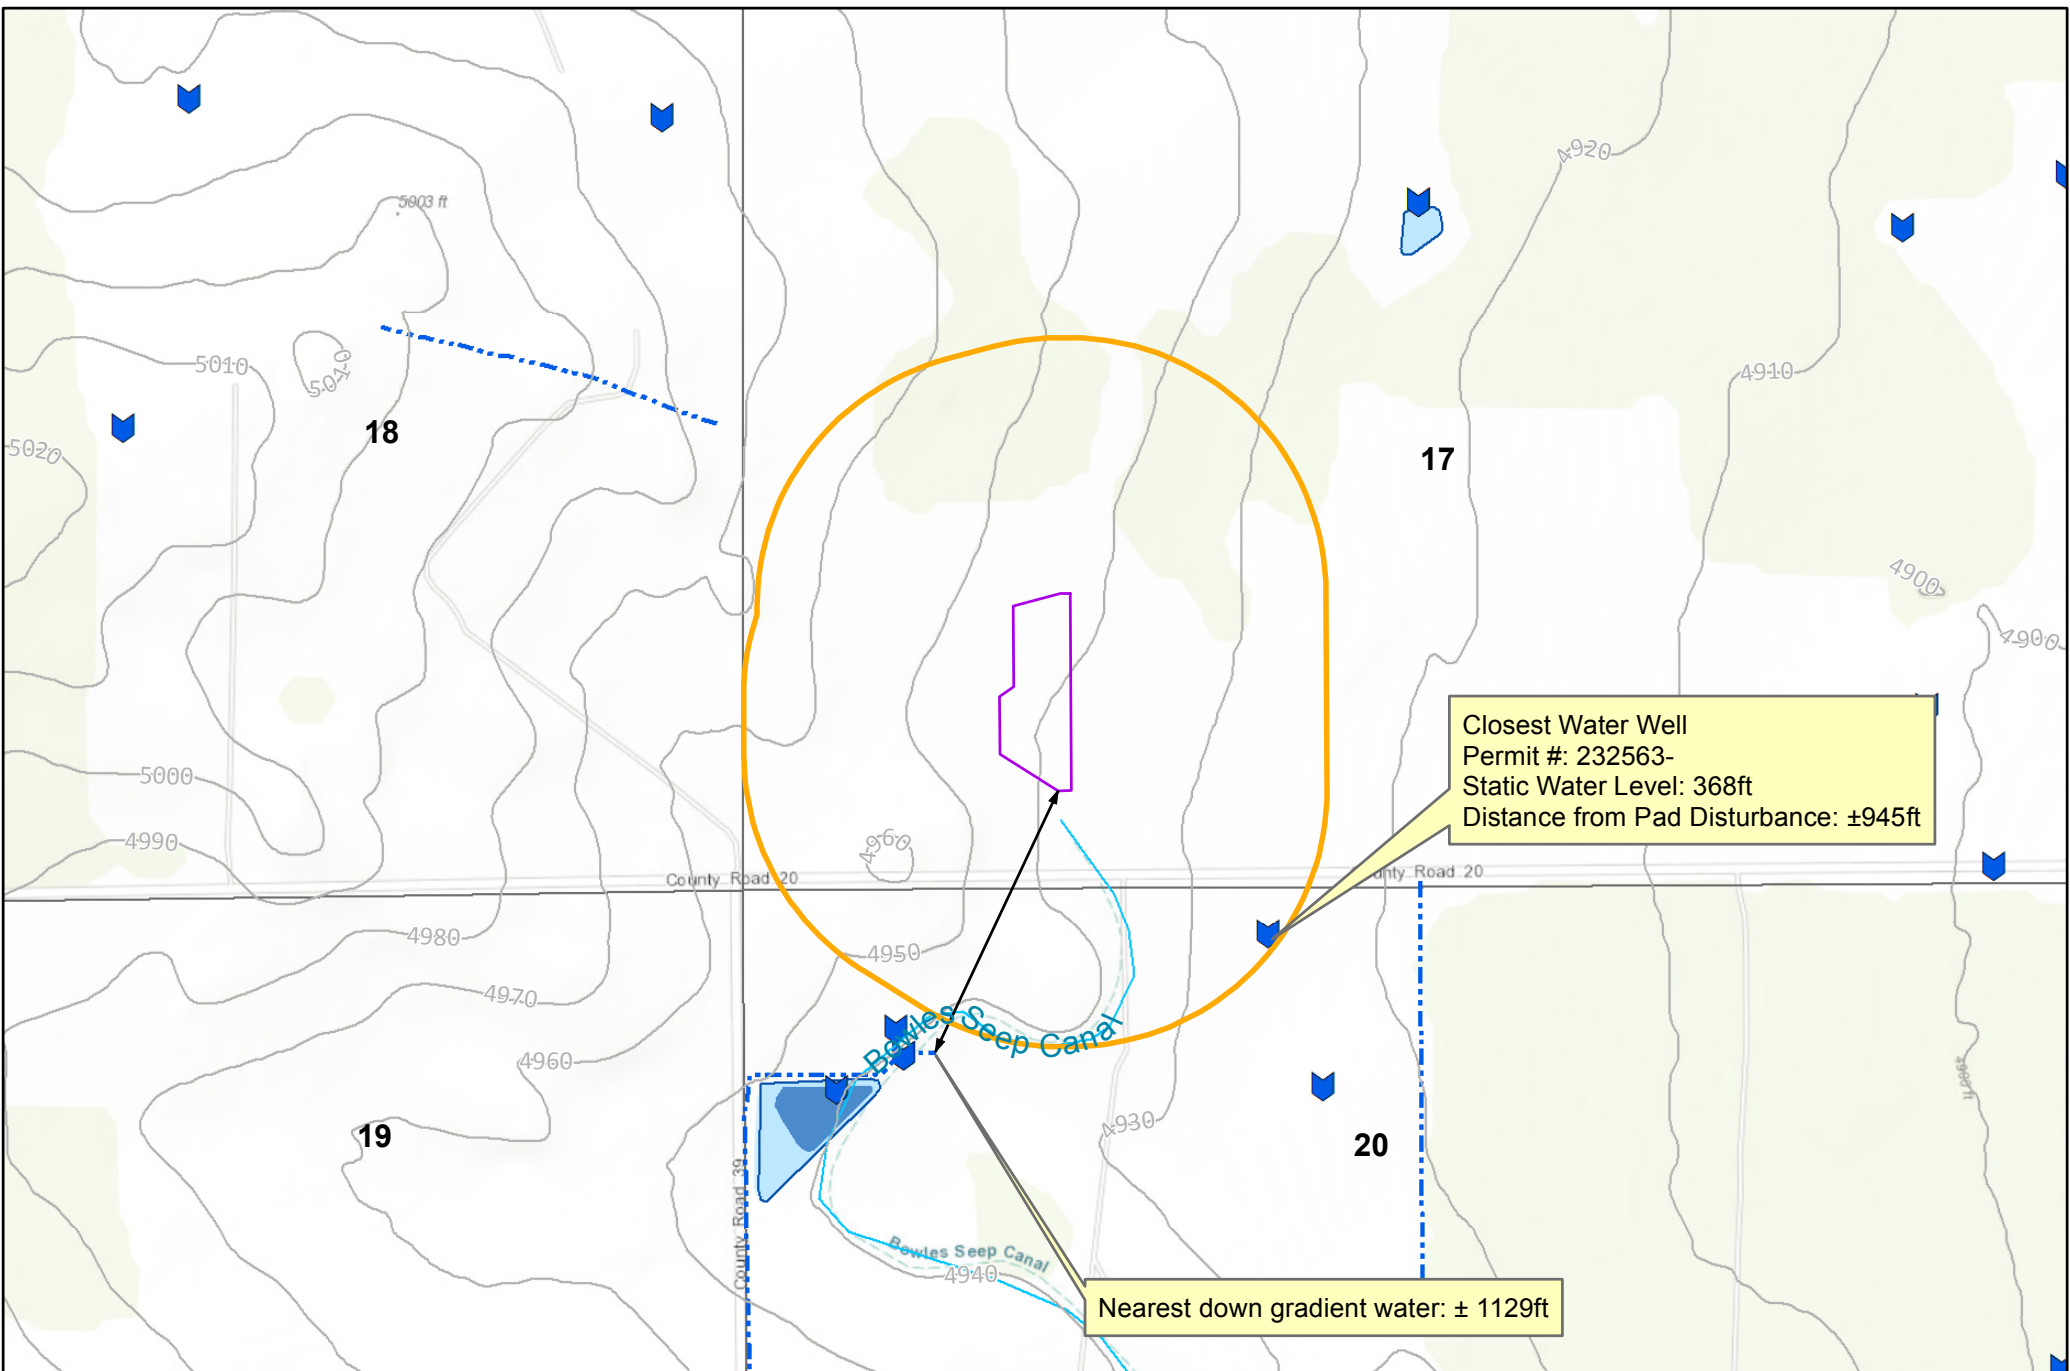 4920
5003 ft
5010
5010
4910
18
17
5020
4900
4900
Closest Water Well
Permit #: 232563-
Static Water Level: 368ft
Distance from Pad Disturbance: ±945ft
5000
4990
4960
County Road 20
unty Road 20
4980
4950
4970
Bowles Seep Canal
4960
4900 ft
4930
19
20
County Road 39
Bowles Seep Canal
4940
Nearest down gradient water: ± 1129ft